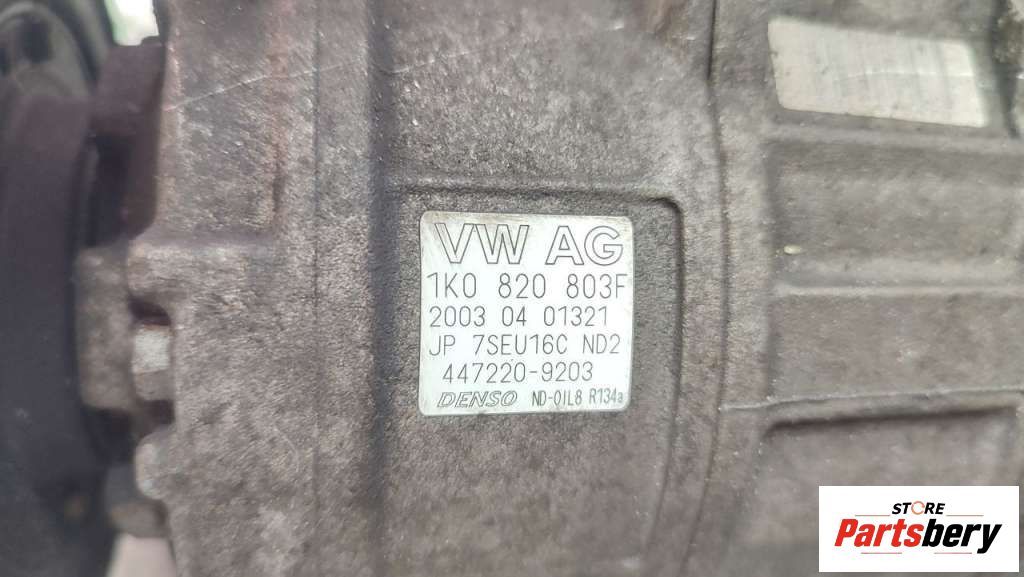 VW AG
1K0 820 803F
2003 04 01321
JP 7SEU16C ND2
447220-9203
DENSO ND-OIL8 R134a
STORE
Partsbery